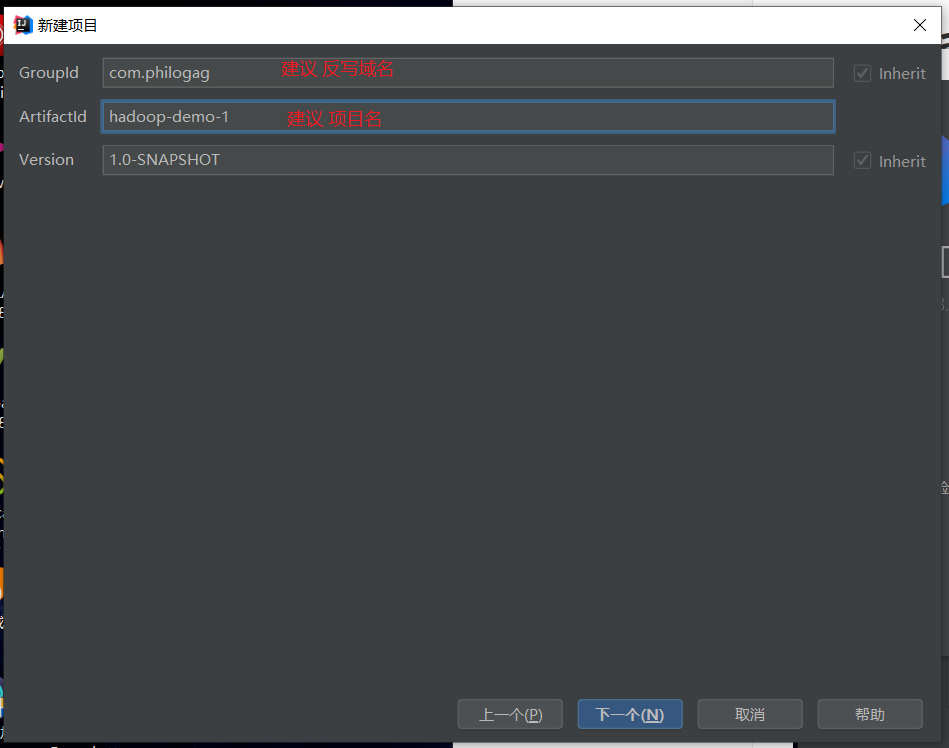 新建项目
GroupId com.philogag 建议 反写域名 Inherit
ArtifactId hadoop-demo-1 建议 项目名
Version 1.0-SNAPSHOT Inherit
上一个(P) 下一个(N) 取消 帮助